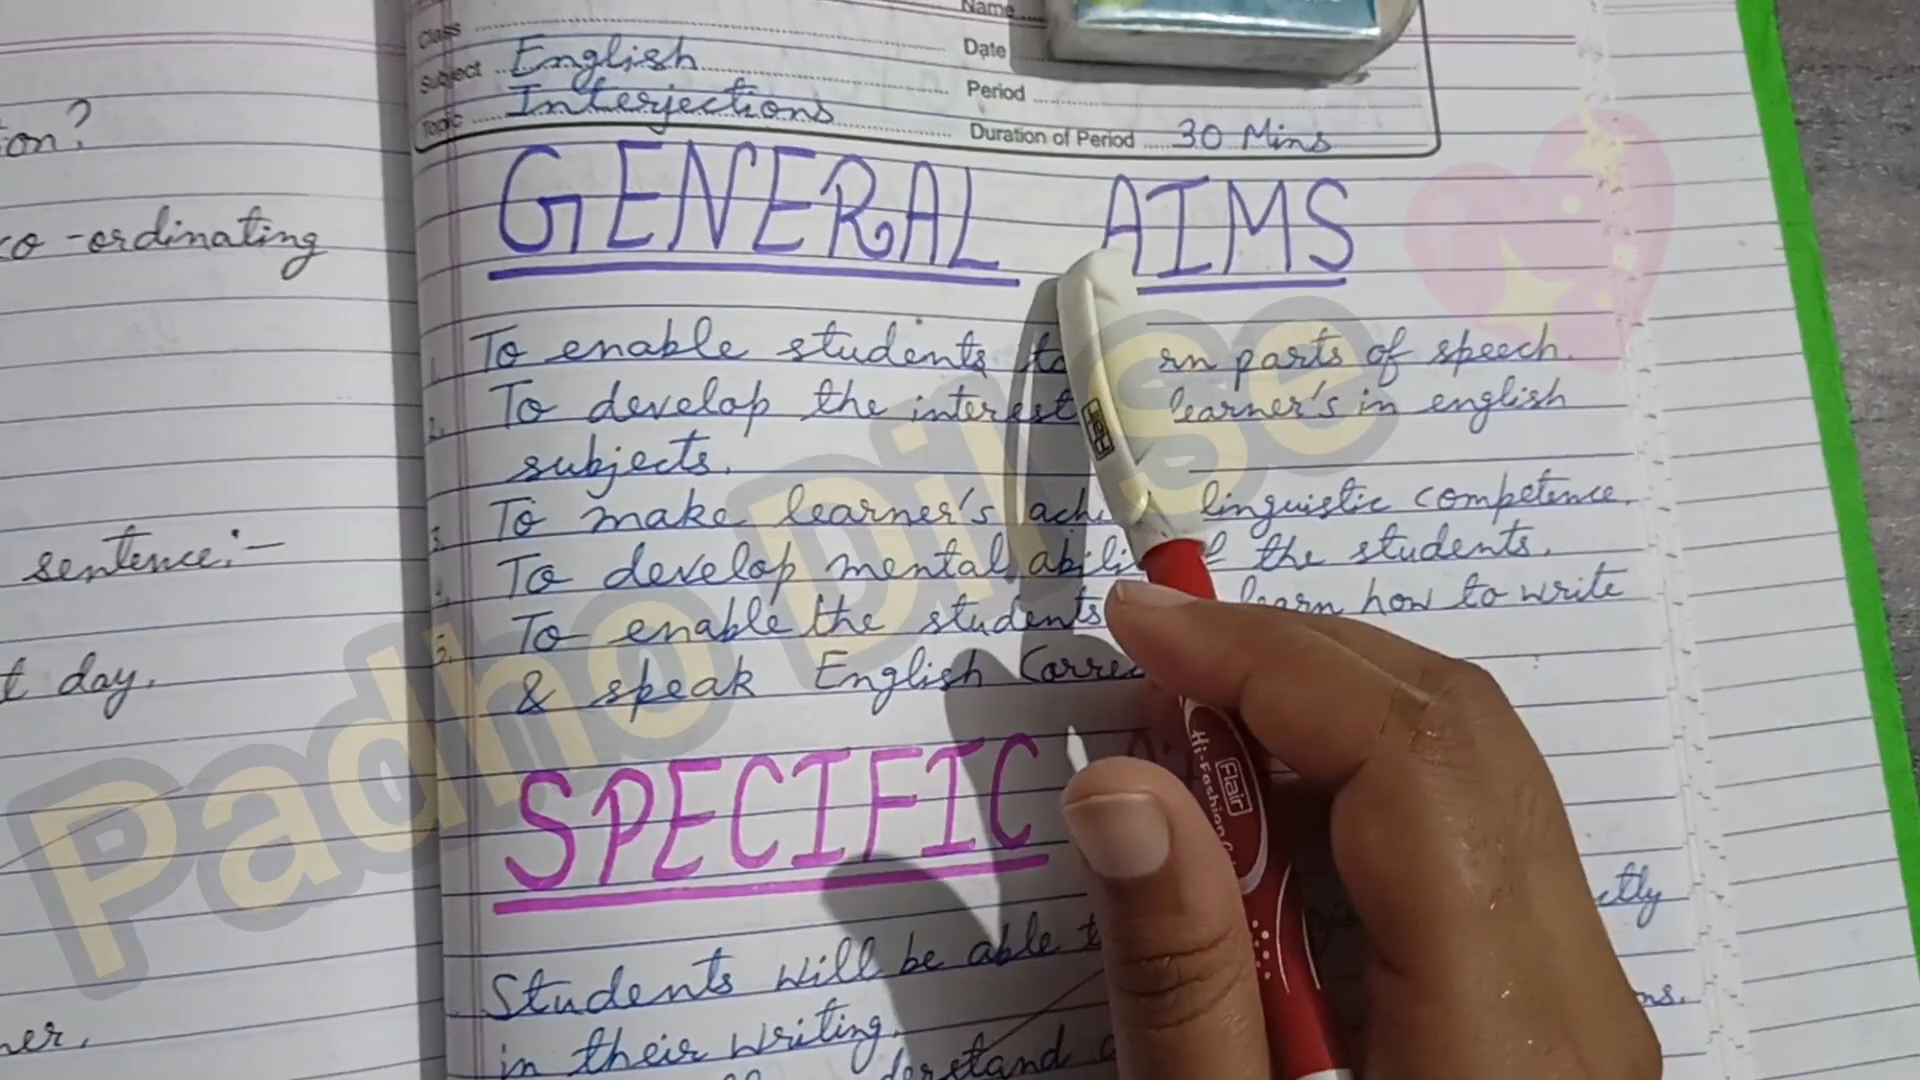 Name
Class
Date
Subject English
Period
Topic Interjections
Duration of Period 30 Mins
GENERAL AIMS
1. To enable students to rn parts of speech.
2. To develop the interest learner's in english
subjects.
3. To make learner's linguistic competence.
4. To develop mental the students.
5. To enable the students learn how to write
& speak English
SPECIFIC
Students will be able
in their writing.
co-ordinating
sentence:-
day.
Flair
Hi-Fashion
Flair
Padho Dil Se